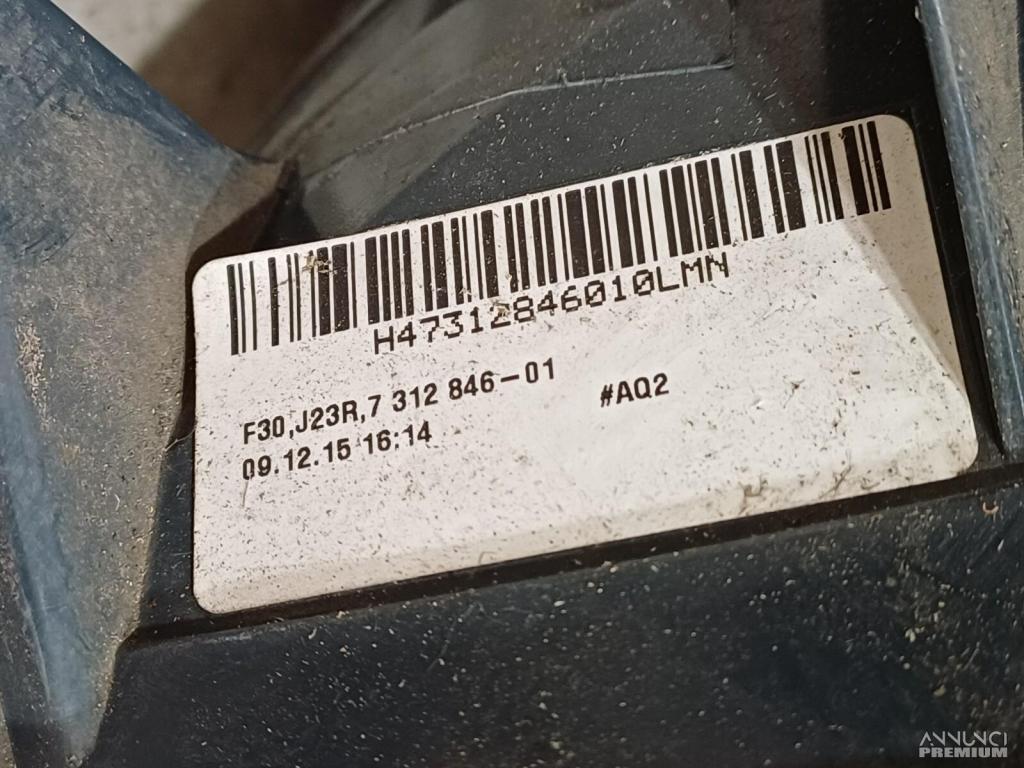 H47312846010LMN
F30,J23R,7 312 846-01
#AQ2
09.12.15 16:14
ANNUNCI
PREMIUM